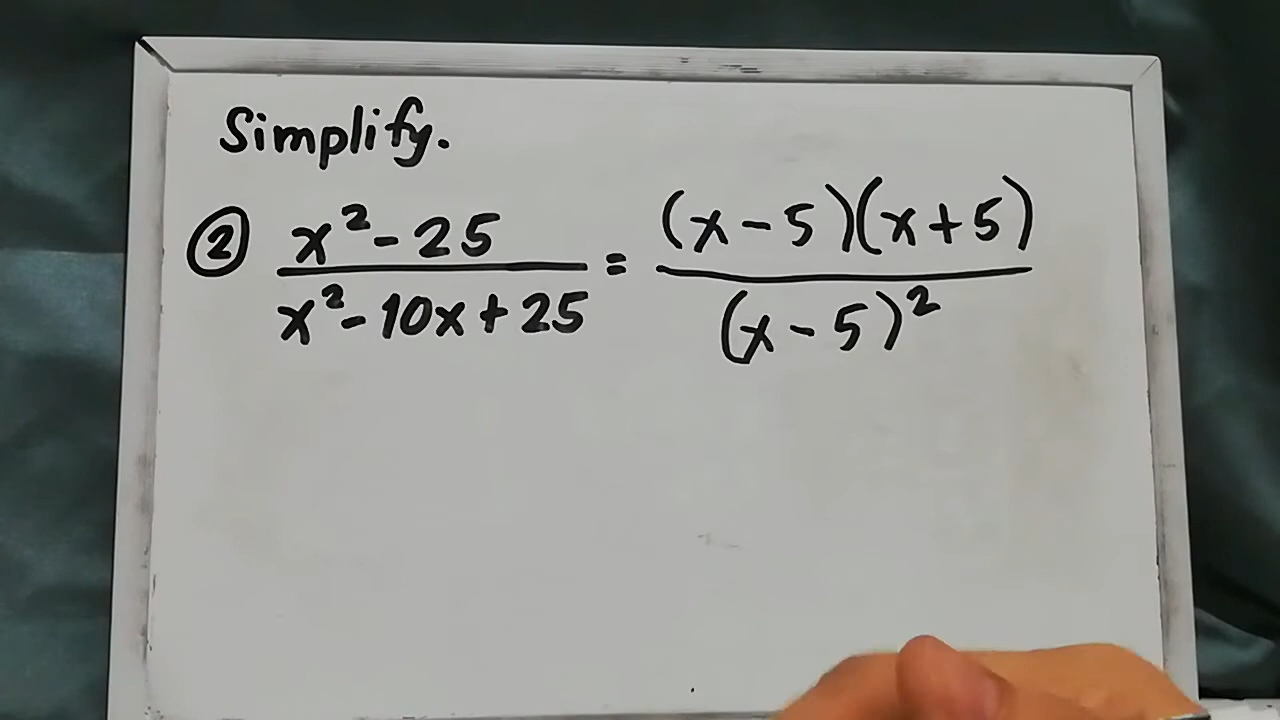 Simplify.
② x² - 25 / x² - 10x + 25 = (x - 5)(x + 5) / (x - 5)²